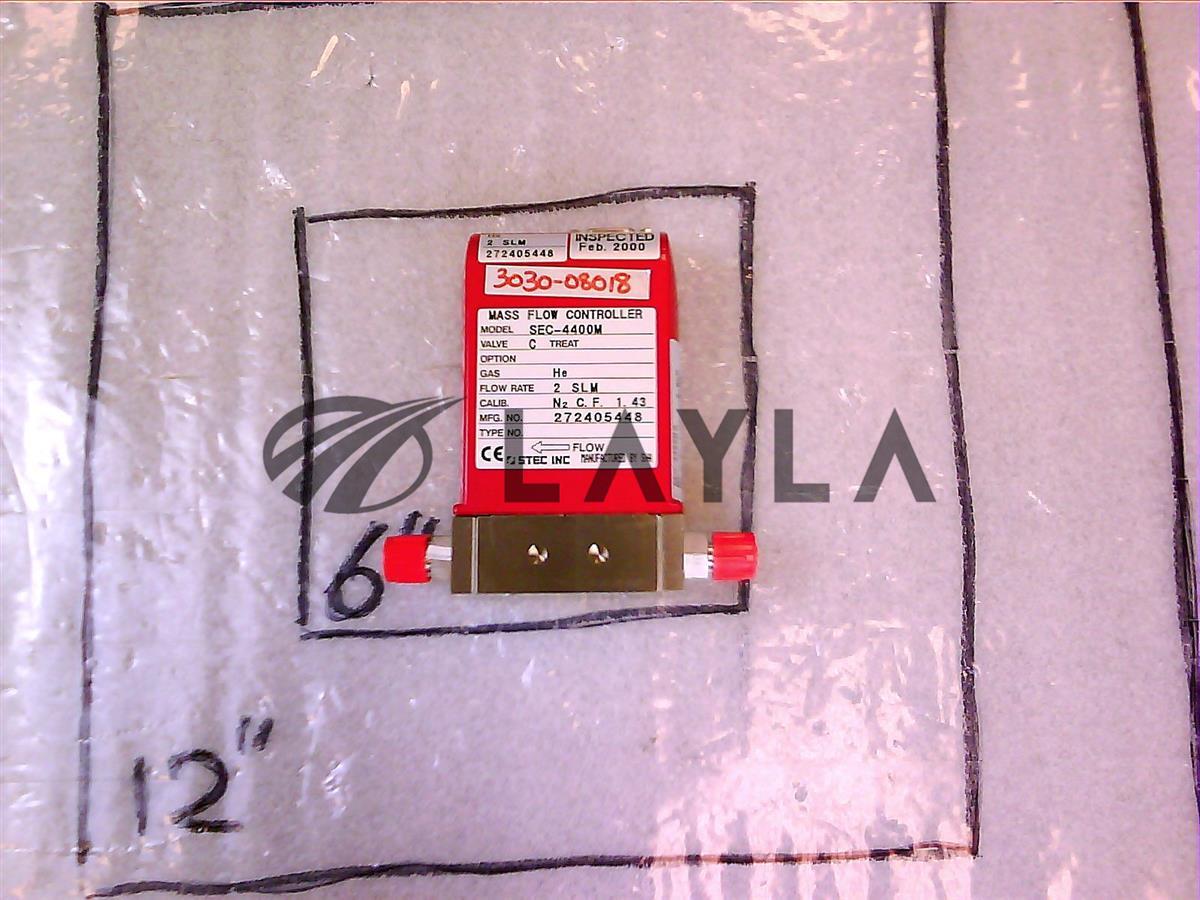 2 SLM
272405448
INSPECTED
Feb. 2000
3030-08018
MASS FLOW CONTROLLER
MODEL SEC-4400M
VALVE C TREAT
OPTION
GAS He
FLOW RATE 2 SLM
CALIB. N₂ C.F. 1.43
MFG. NO. 272405448
TYPE NO.
FLOW
CE STEC INC MANUFACTURED BY
LAYLA
6"
12"